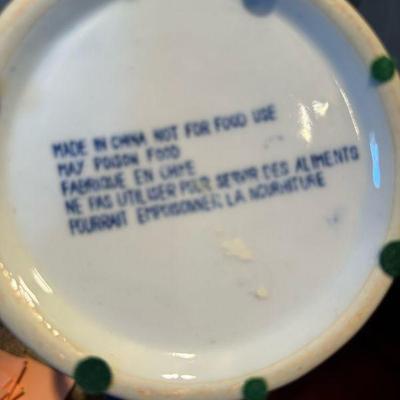 MADE IN CHINA NOT FOR FOOD USE
MAY POISON FOOD
FABRIQUE EN CHINE
NE PAS UTILISER POUR SERVIR DES ALIMENTS
POURRAIT EMPOISONNER LA NOURRITURE